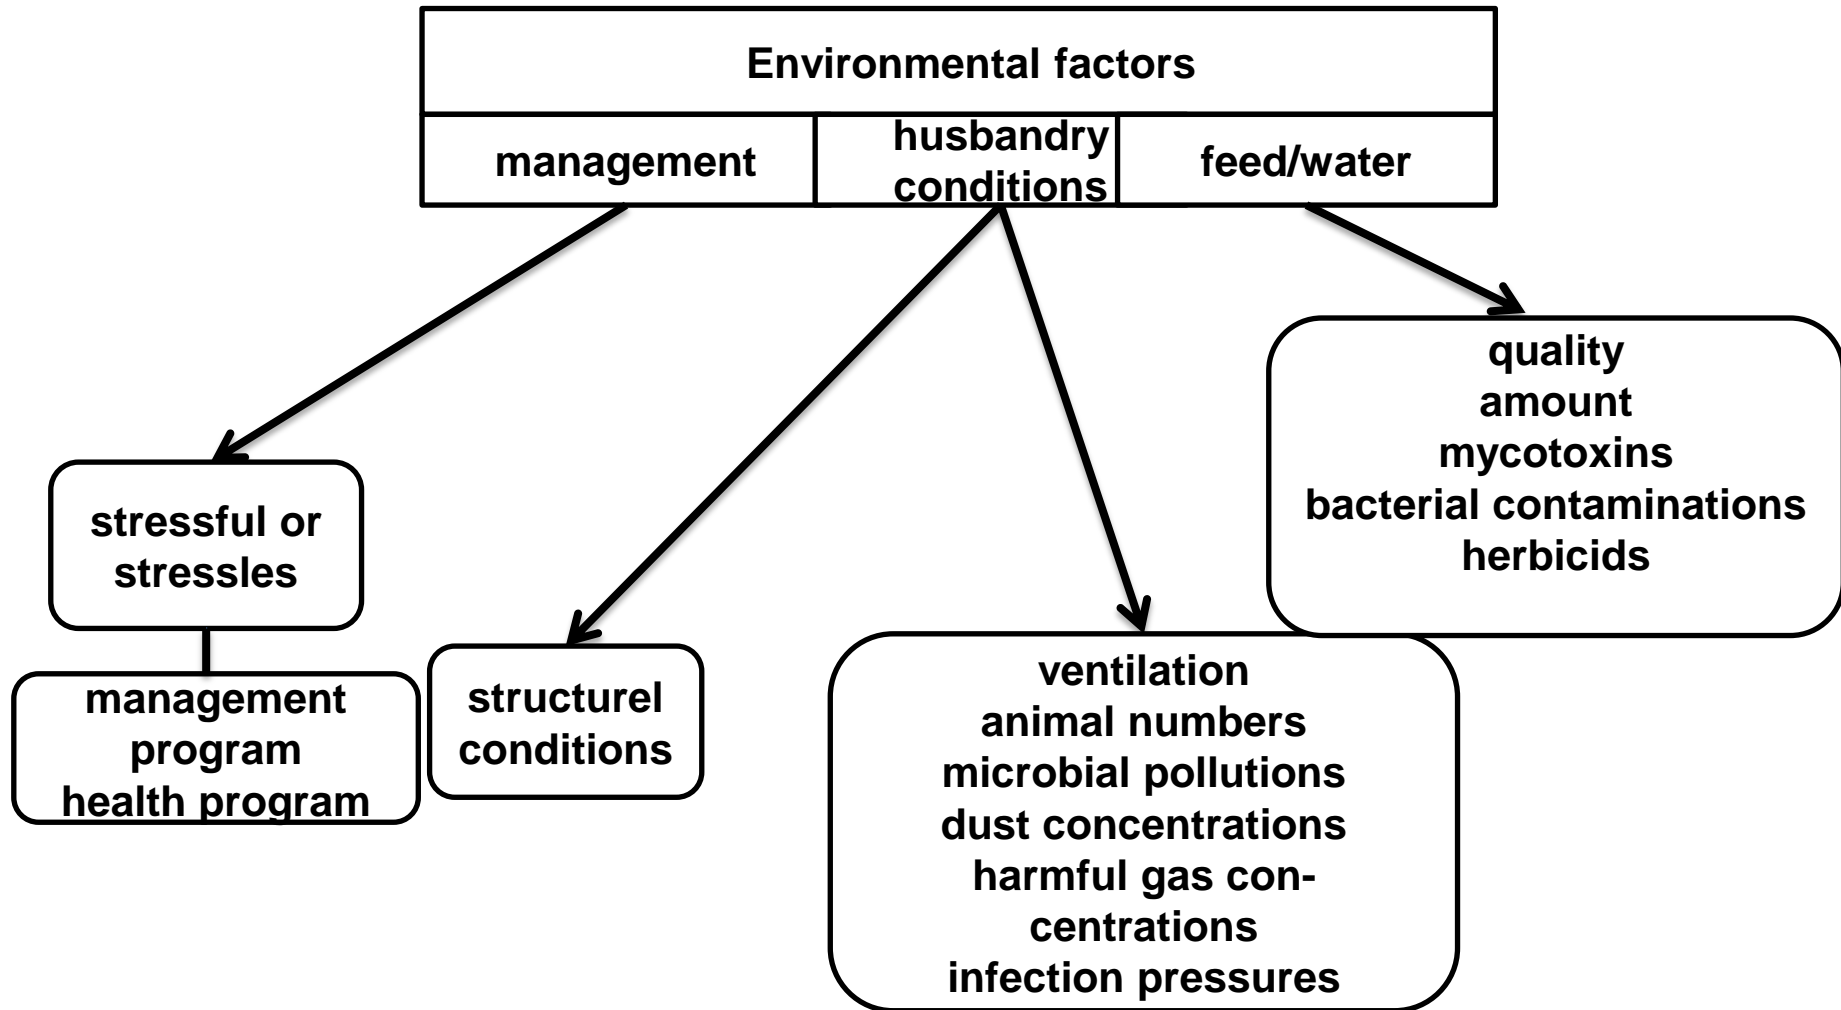 Environmental factors
management
husbandry
conditions
feed/water
quality
amount
mycotoxins
bacterial contaminations
herbicids
stressful or
stressles
management
program
health program
structurel
conditions
ventilation
animal numbers
microbial pollutions
dust concentrations
harmful gas con-
centrations
infection pressures